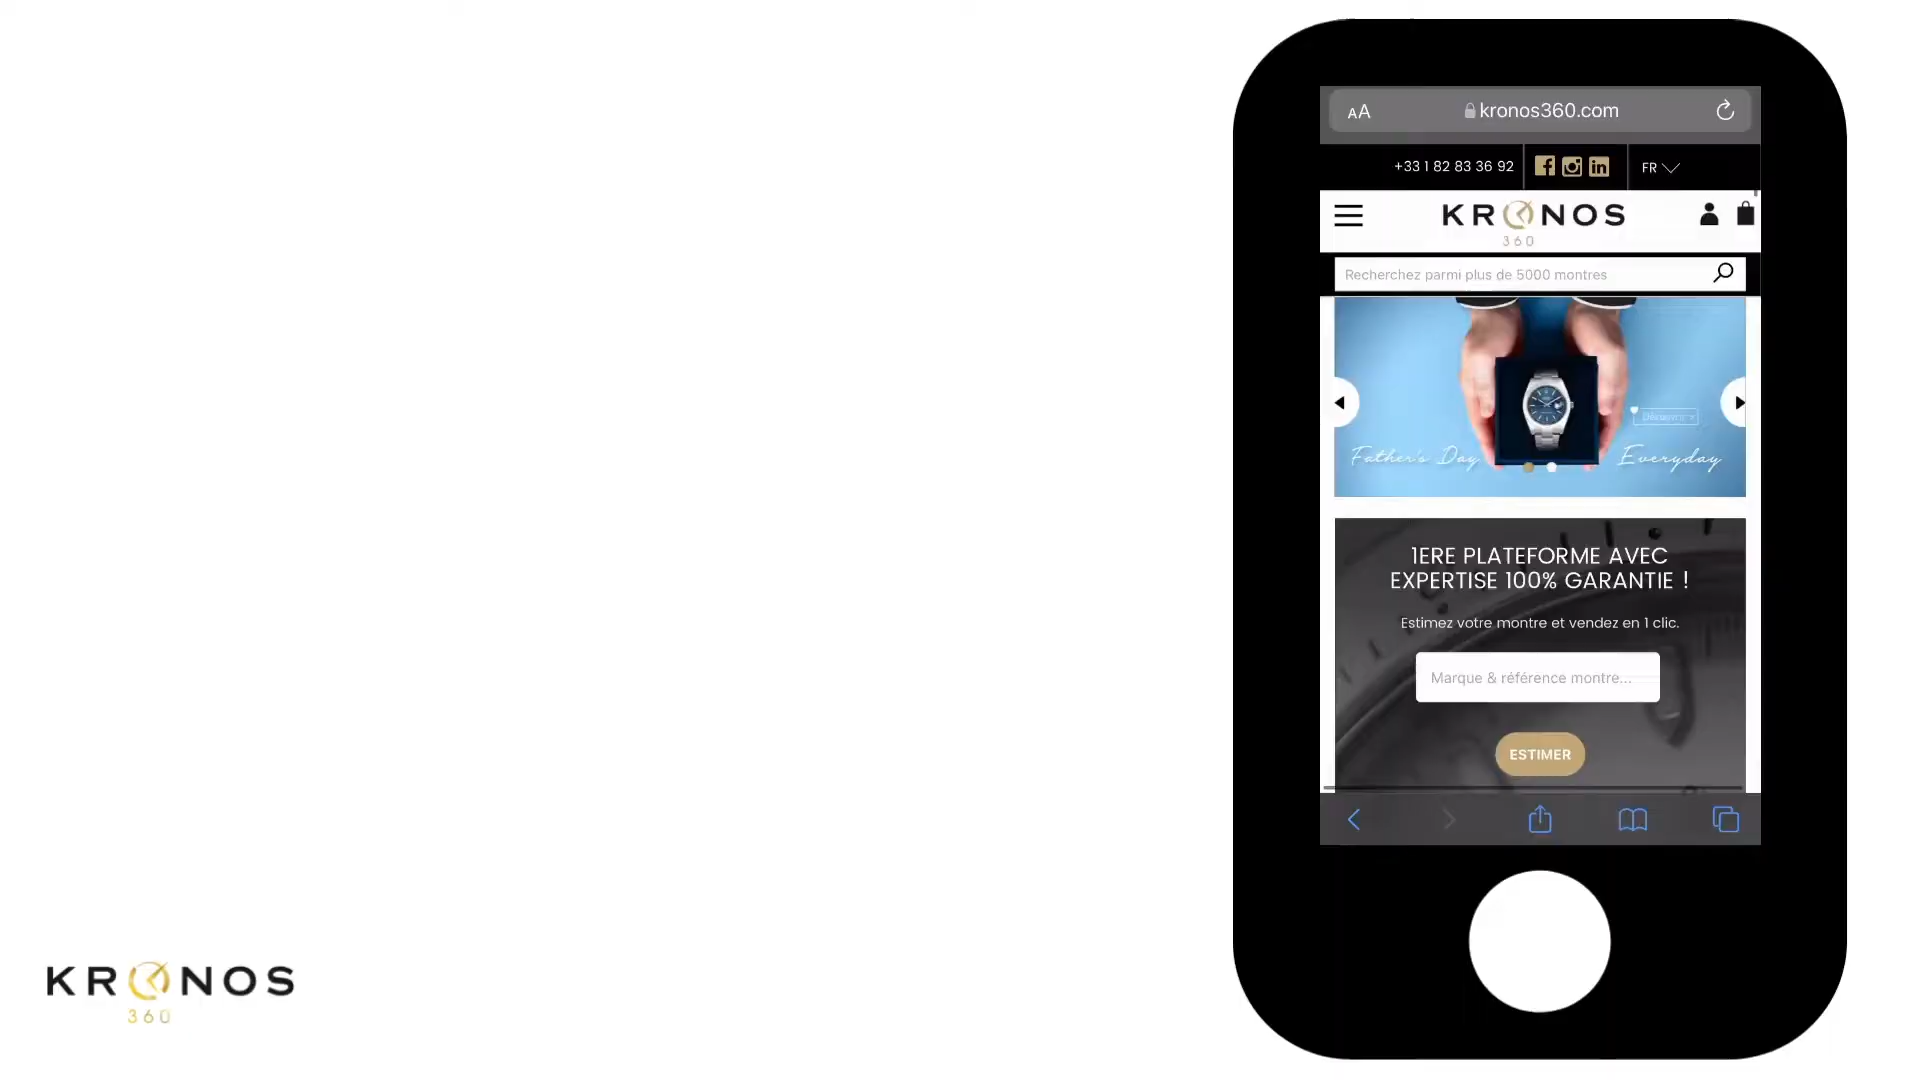 AA
kronos360.com
+33 1 82 83 36 92
FR
KRONOS
360
Recherchez parmi plus de 5000 montres
Découvrir >
Father's Day
Everyday
1ERE PLATEFORME AVEC
EXPERTISE 100% GARANTIE !
Estimez votre montre et vendez en 1 clic.
Marque & référence montre...
ESTIMER
KRONOS
360